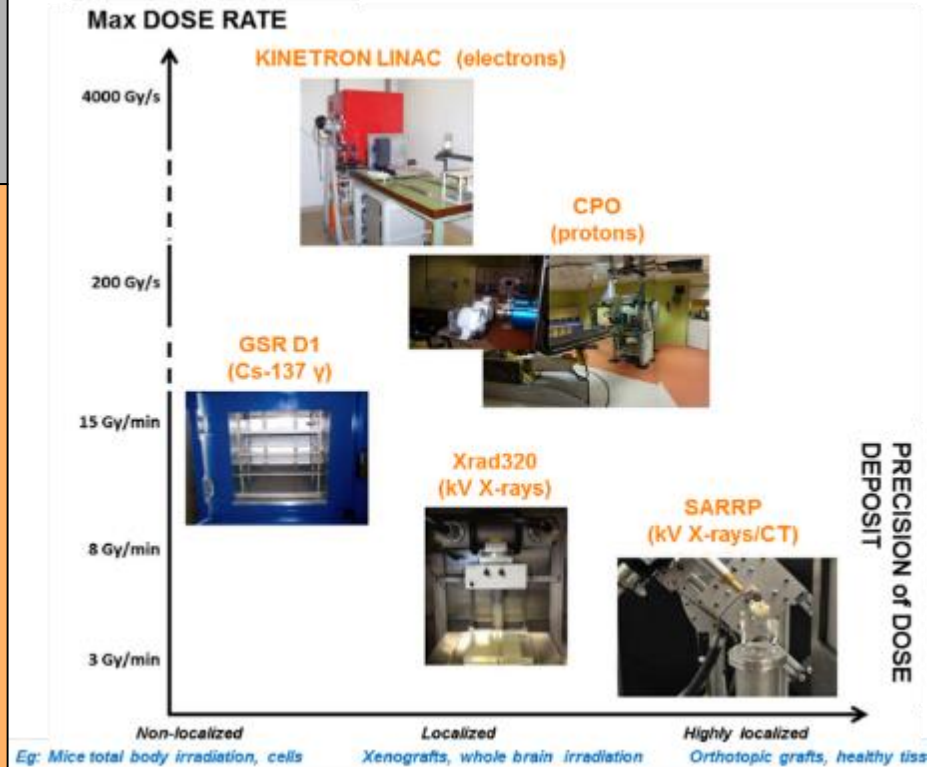 Max DOSE RATE
KINETRON LINAC (electrons)
4000 Gy/s
CPO
(protons)
200 Gy/s
GSR D1
(Cs-137 γ)
15 Gy/min
Xrad320
(kV X-rays)
SARRP
(kV X-rays/CT)
PRECISION of DOSE
DEPOSIT
8 Gy/min
3 Gy/min
Non-localized Localized Highly localized
Eg: Mice total body irradiation, cells Xenografts, whole brain irradiation Orthotopic grafts, healthy